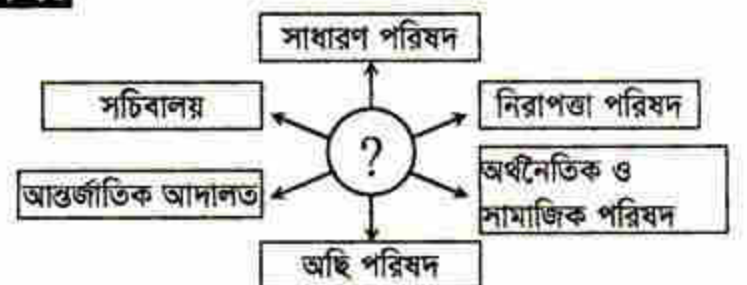 সাধারণ পরিষদ
সচিবালয়
নিরাপত্তা পরিষদ
?
আন্তর্জাতিক আদালত
অর্থনৈতিক ও
সামাজিক পরিষদ
অছি পরিষদ